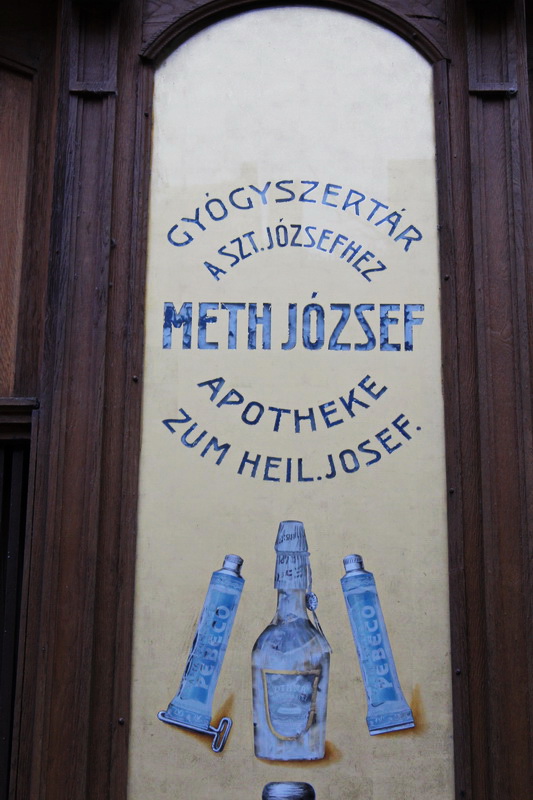 GYÓGYSZERTÁR
A SZT. JÓZSEFHEZ
METH JÓZSEF
APOTHEKE
ZUM HEIL. JOSEF.
PEBECO
PEBECO